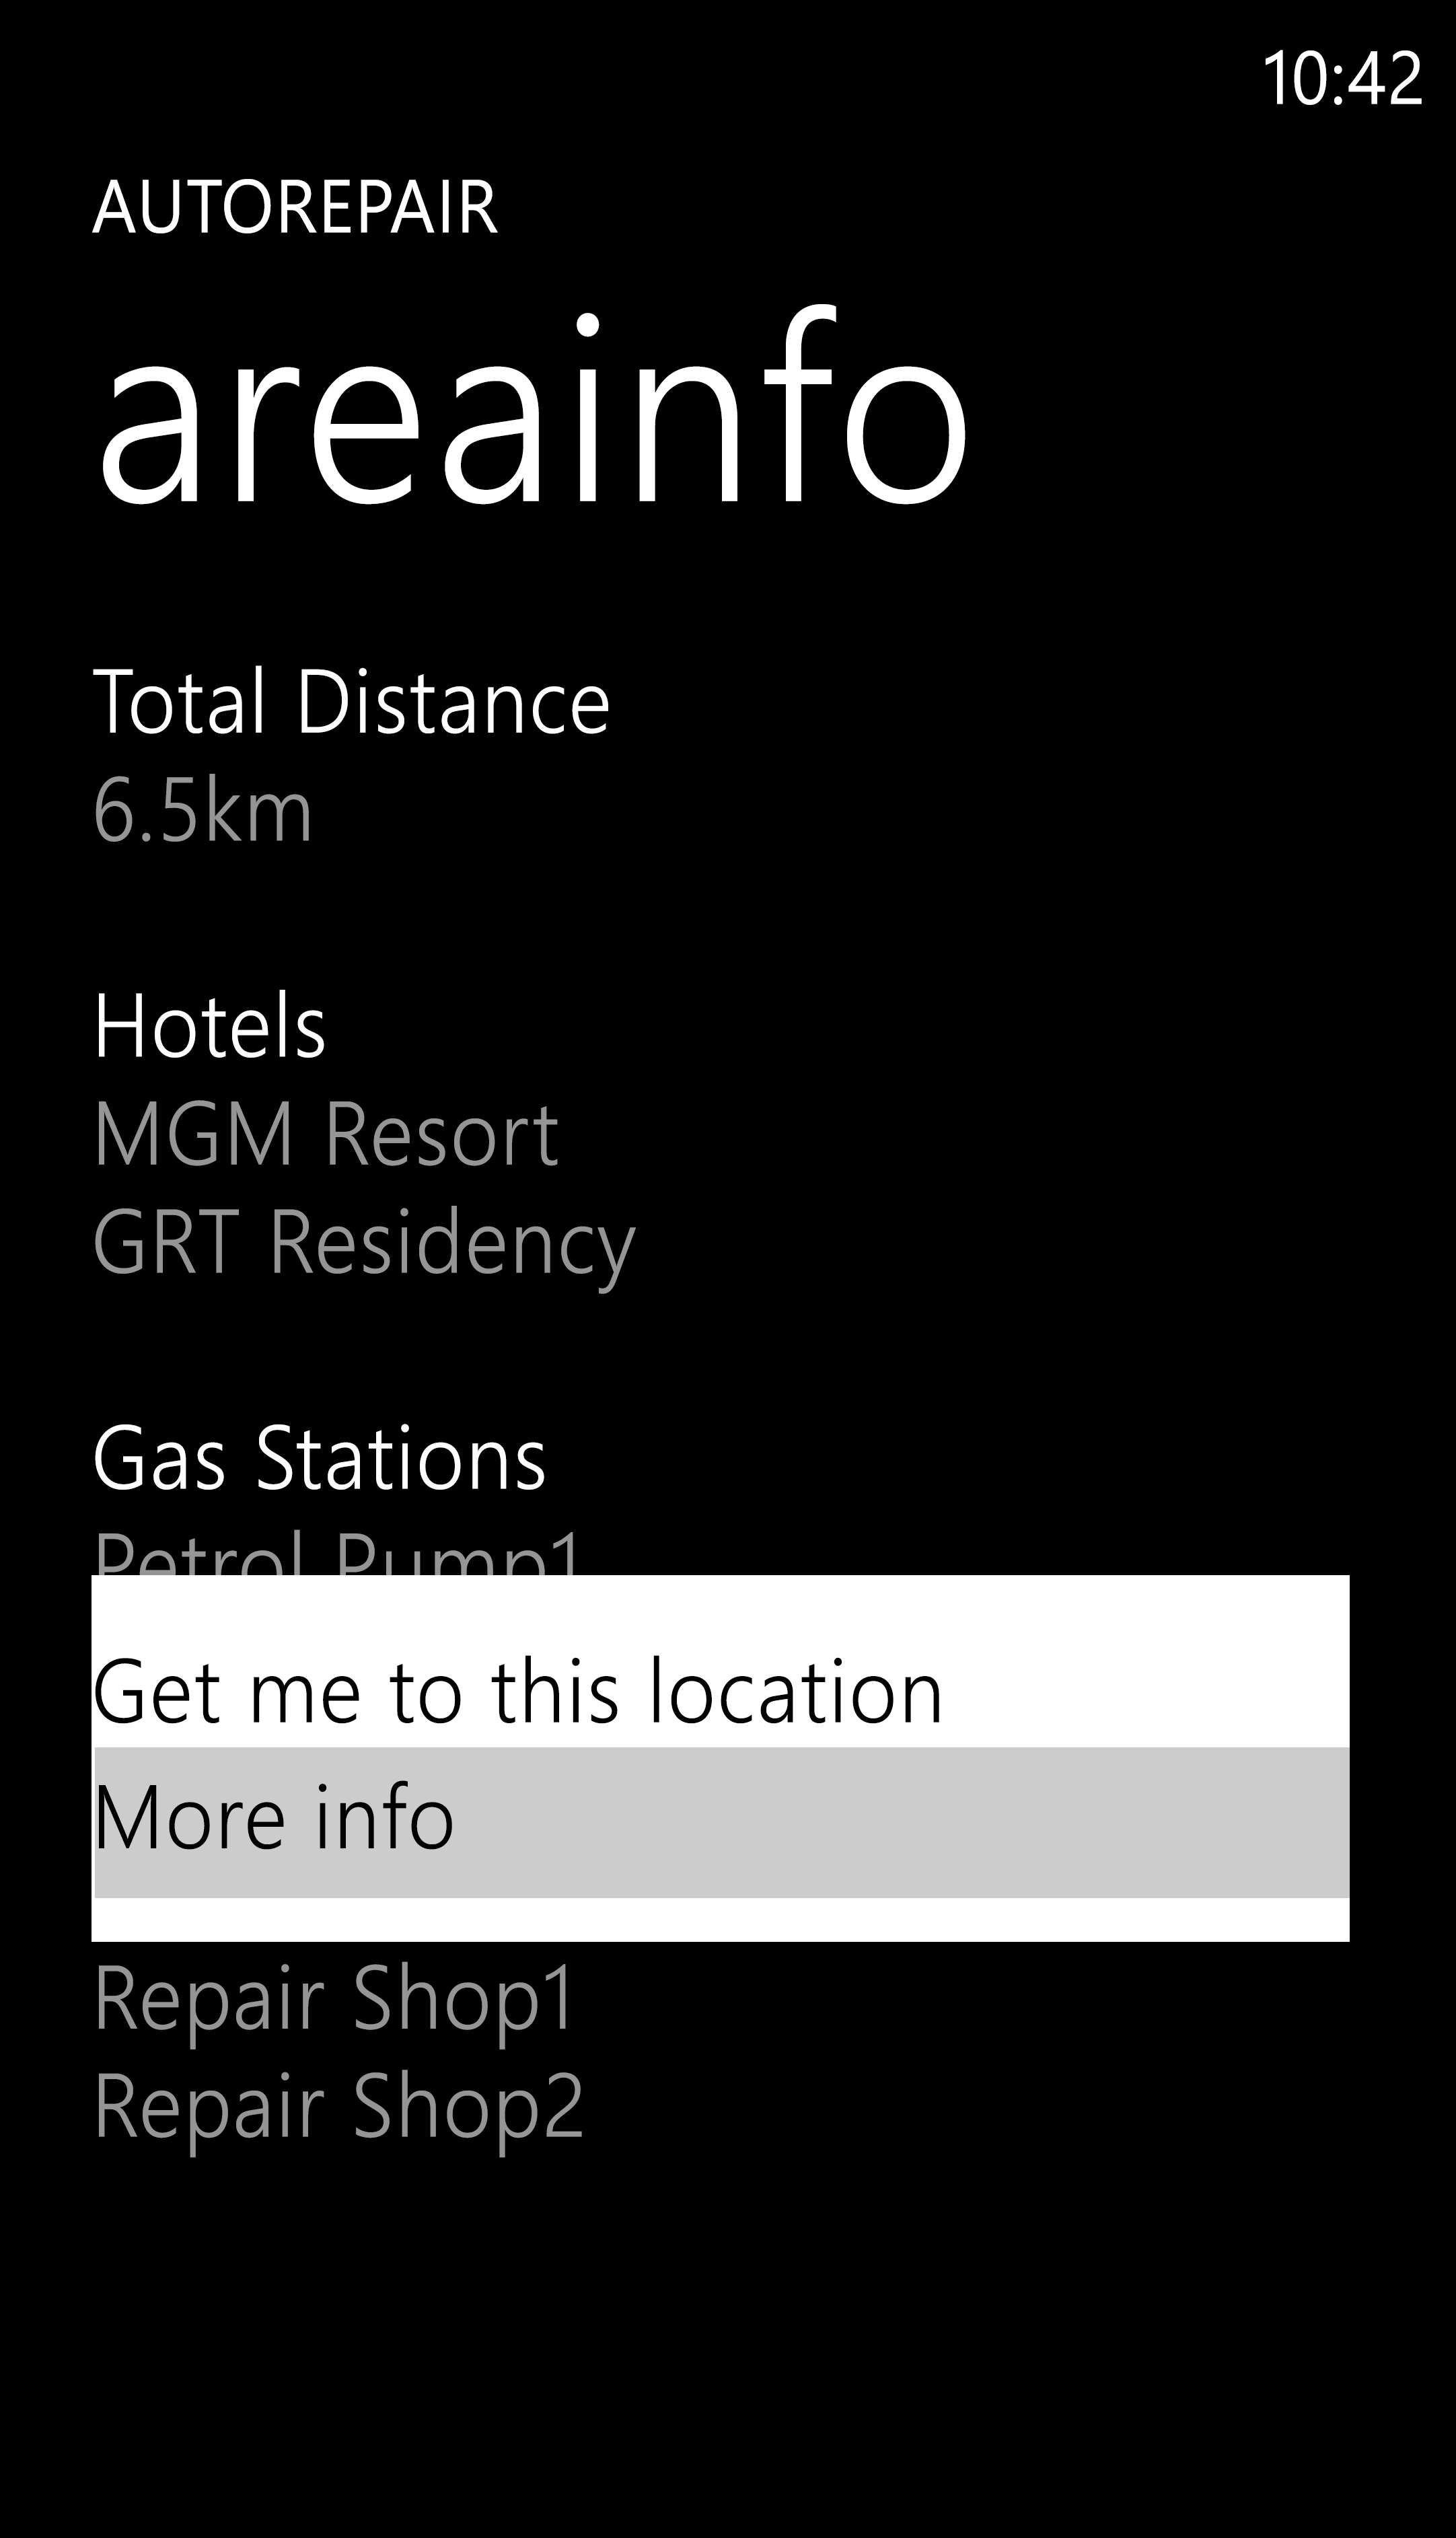 10:42
AUTOREPAIR
areainfo
Total Distance
6.5km
Hotels
MGM Resort
GRT Residency
Gas Stations
Petrol Pump1
Get me to this location
More info
Repair Shop1
Repair Shop2